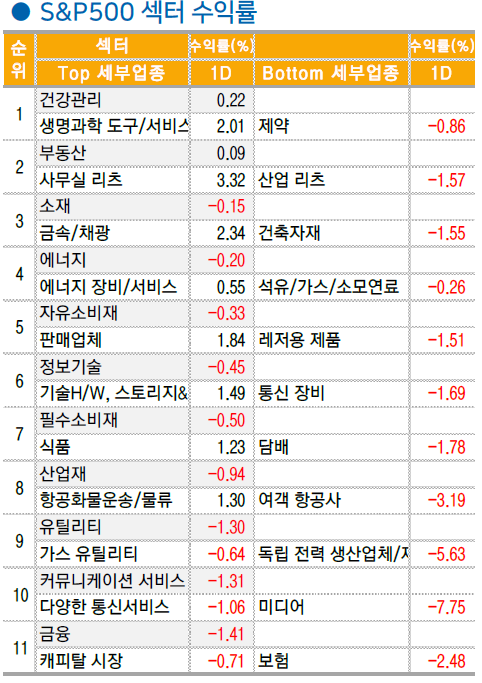 ● S&P500 섹터 수익률
순위 섹터 수익률(%) 수익률(%)
Top 세부업종 1D Bottom 세부업종 1D
1 건강관리 0.22
생명과학 도구/서비스 2.01 제약 -0.86
2 부동산 0.09
사무실 리츠 3.32 산업 리츠 -1.57
3 소재 -0.15
금속/채광 2.34 건축자재 -1.55
4 에너지 -0.20
에너지 장비/서비스 0.55 석유/가스/소모연료 -0.26
5 자유소비재 -0.33
판매업체 1.84 레저용 제품 -1.51
6 정보기술 -0.45
기술H/W, 스토리지& 1.49 통신 장비 -1.69
7 필수소비재 -0.50
식품 1.23 담배 -1.78
8 산업재 -0.94
항공화물운송/물류 1.30 여객 항공사 -3.19
9 유틸리티 -1.30
가스 유틸리티 -0.64 독립 전력 생산업체/ -5.63
10 커뮤니케이션 서비스 -1.31
다양한 통신서비스 -1.06 미디어 -7.75
11 금융 -1.41
캐피탈 시장 -0.71 보험 -2.48